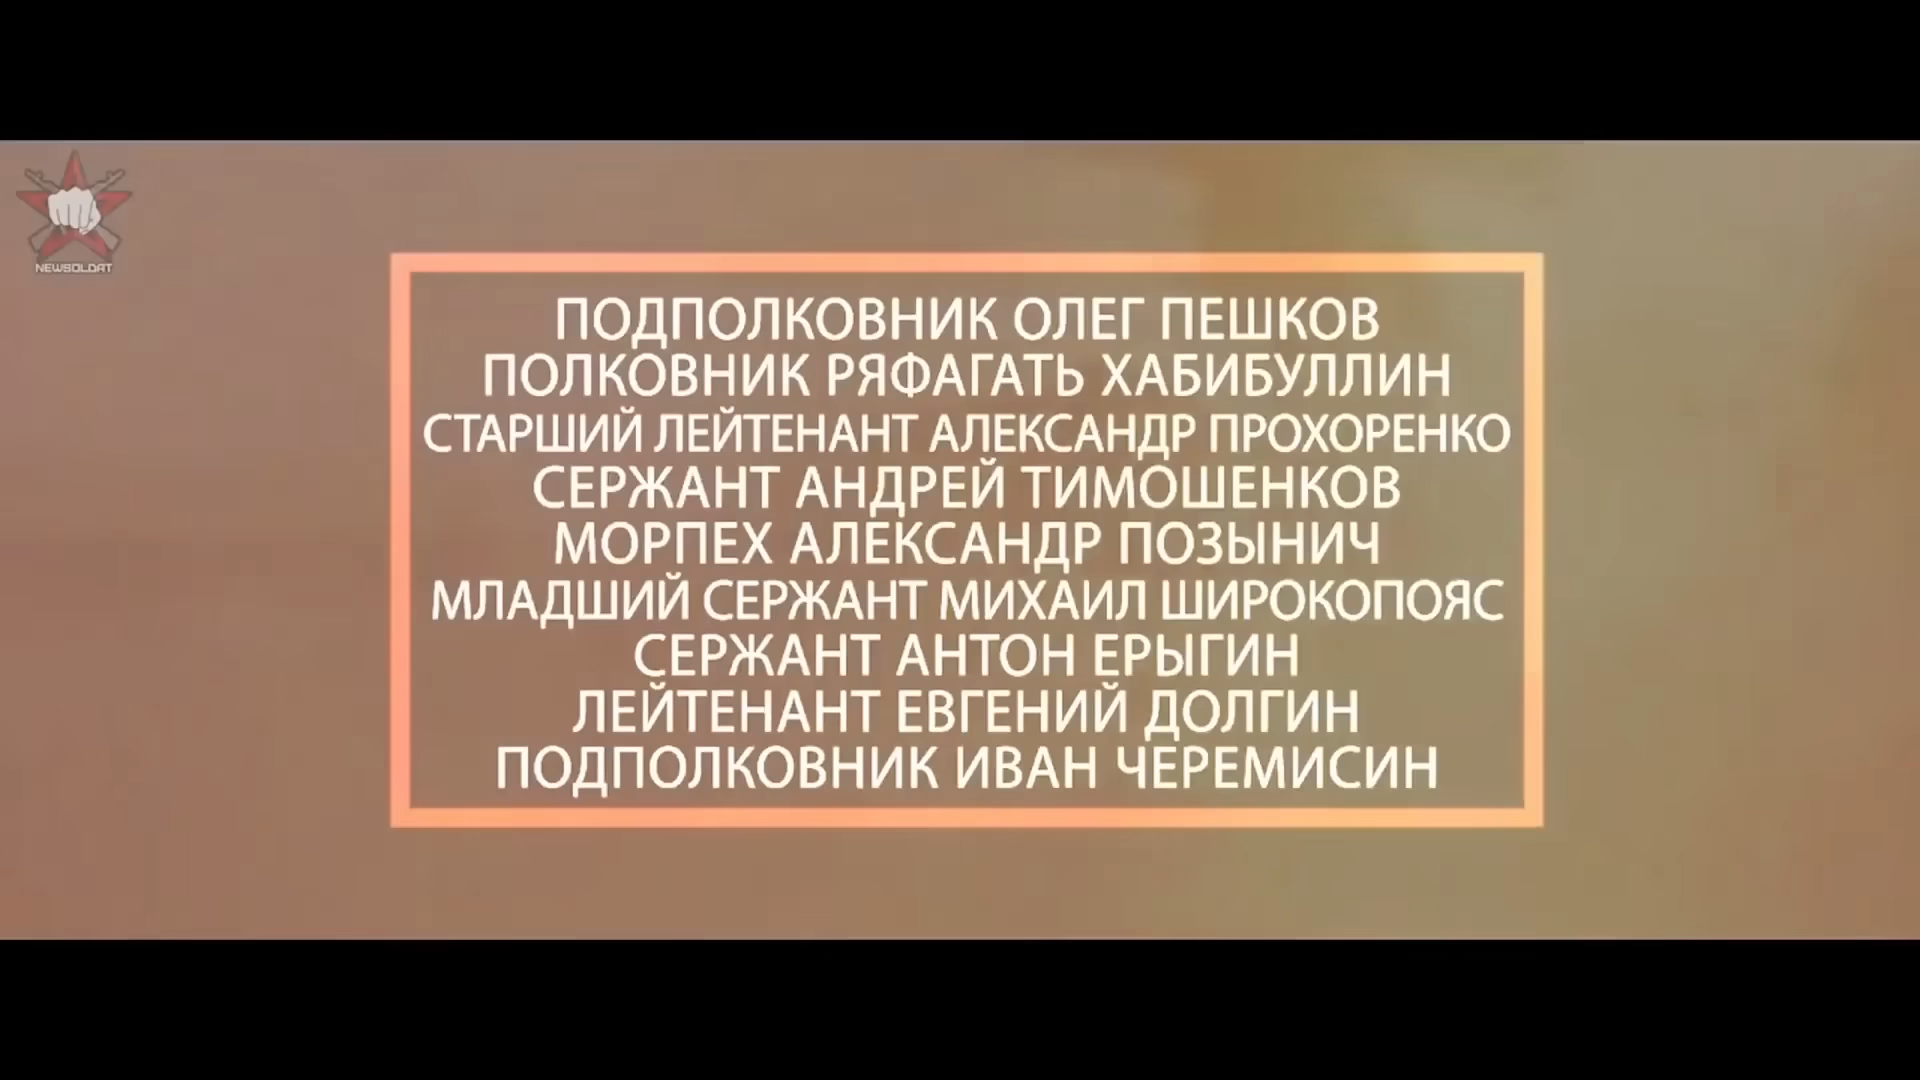 NEWSOLDAT
ПОДПОЛКОВНИК ОЛЕГ ПЕШКОВ
ПОЛКОВНИК РЯФАГАТЬ ХАБИБУЛЛИН
СТАРШИЙ ЛЕЙТЕНАНТ АЛЕКСАНДР ПРОХОРЕНКО
СЕРЖАНТ АНДРЕЙ ТИМОШЕНКОВ
МОРПЕХ АЛЕКСАНДР ПОЗЫНИЧ
МЛАДШИЙ СЕРЖАНТ МИХАИЛ ШИРОКОПОЯС
СЕРЖАНТ АНТОН ЕРЫГИН
ЛЕЙТЕНАНТ ЕВГЕНИЙ ДОЛГИН
ПОДПОЛКОВНИК ИВАН ЧЕРЕМИСИН